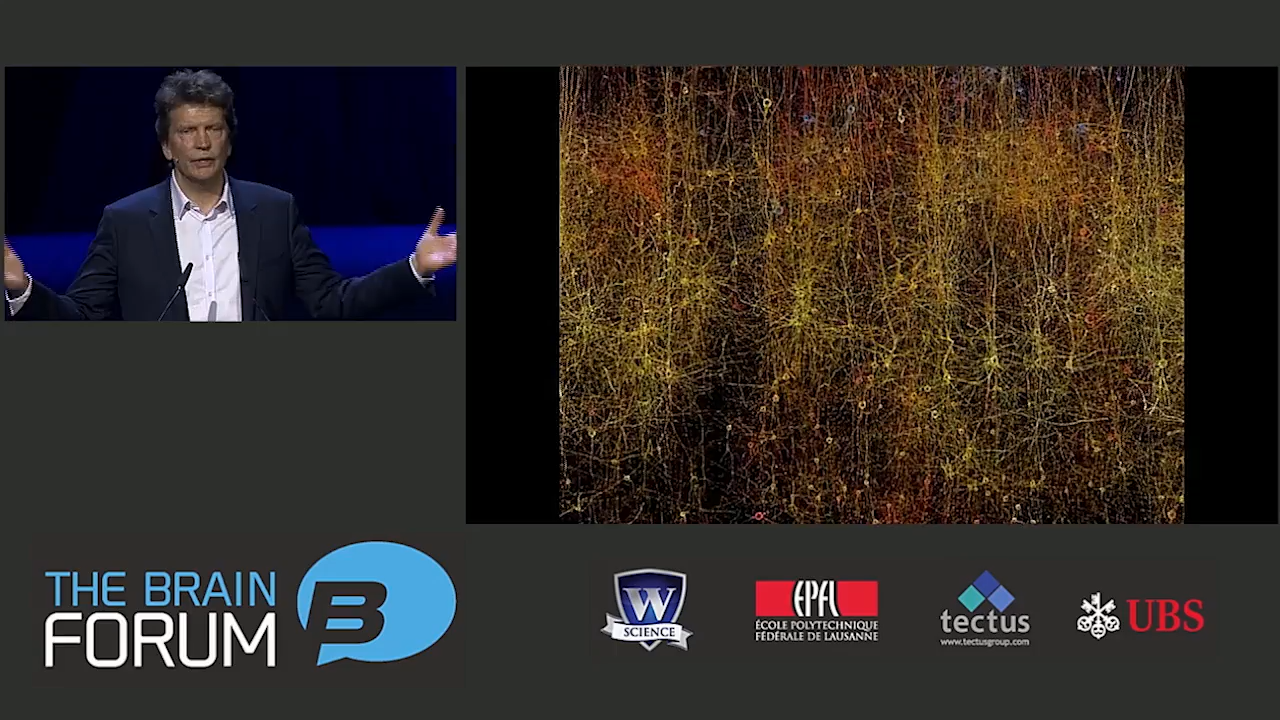 THE BRAIN
FORUM
B
W
SCIENCE
EPFL
ÉCOLE POLYTECHNIQUE
FÉDÉRALE DE LAUSANNE
tectus
www.tectusgroup.com
UBS